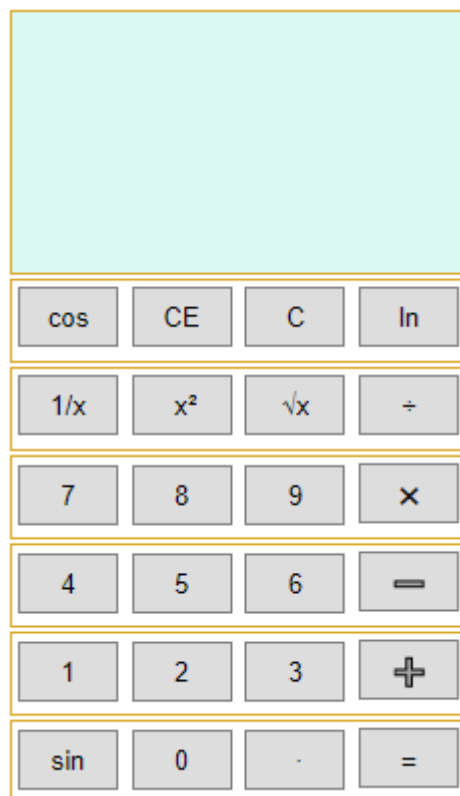 cos CE C ln
1/x x² √x ÷
7 8 9 ×
4 5 6 −
1 2 3 +
sin 0 · =